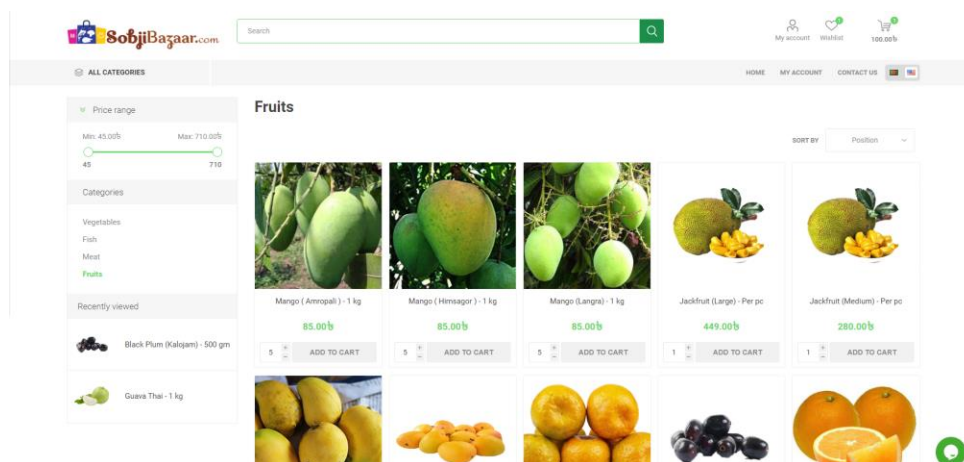 SobjiBazaar.com
Search
My account
Wishlist
100.00৳
ALL CATEGORIES
HOME
MY ACCOUNT
CONTACT US
Price range
Min: 45.00৳
Max: 710.00৳
45
710
Categories
Vegetables
Fish
Meat
Fruits
Recently viewed
Black Plum (Kalojam) - 500 gm
Guava Thai - 1 kg
Fruits
SORT BY
Position
Mango ( Amropali ) - 1 kg
85.00৳
5
ADD TO CART
Mango ( Himsagor ) - 1 kg
85.00৳
5
ADD TO CART
Mango (Langra) - 1 kg
85.00৳
5
ADD TO CART
Jackfruit (Large) - Per pc
449.00৳
1
ADD TO CART
Jackfruit (Medium) - Per pc
280.00৳
1
ADD TO CART